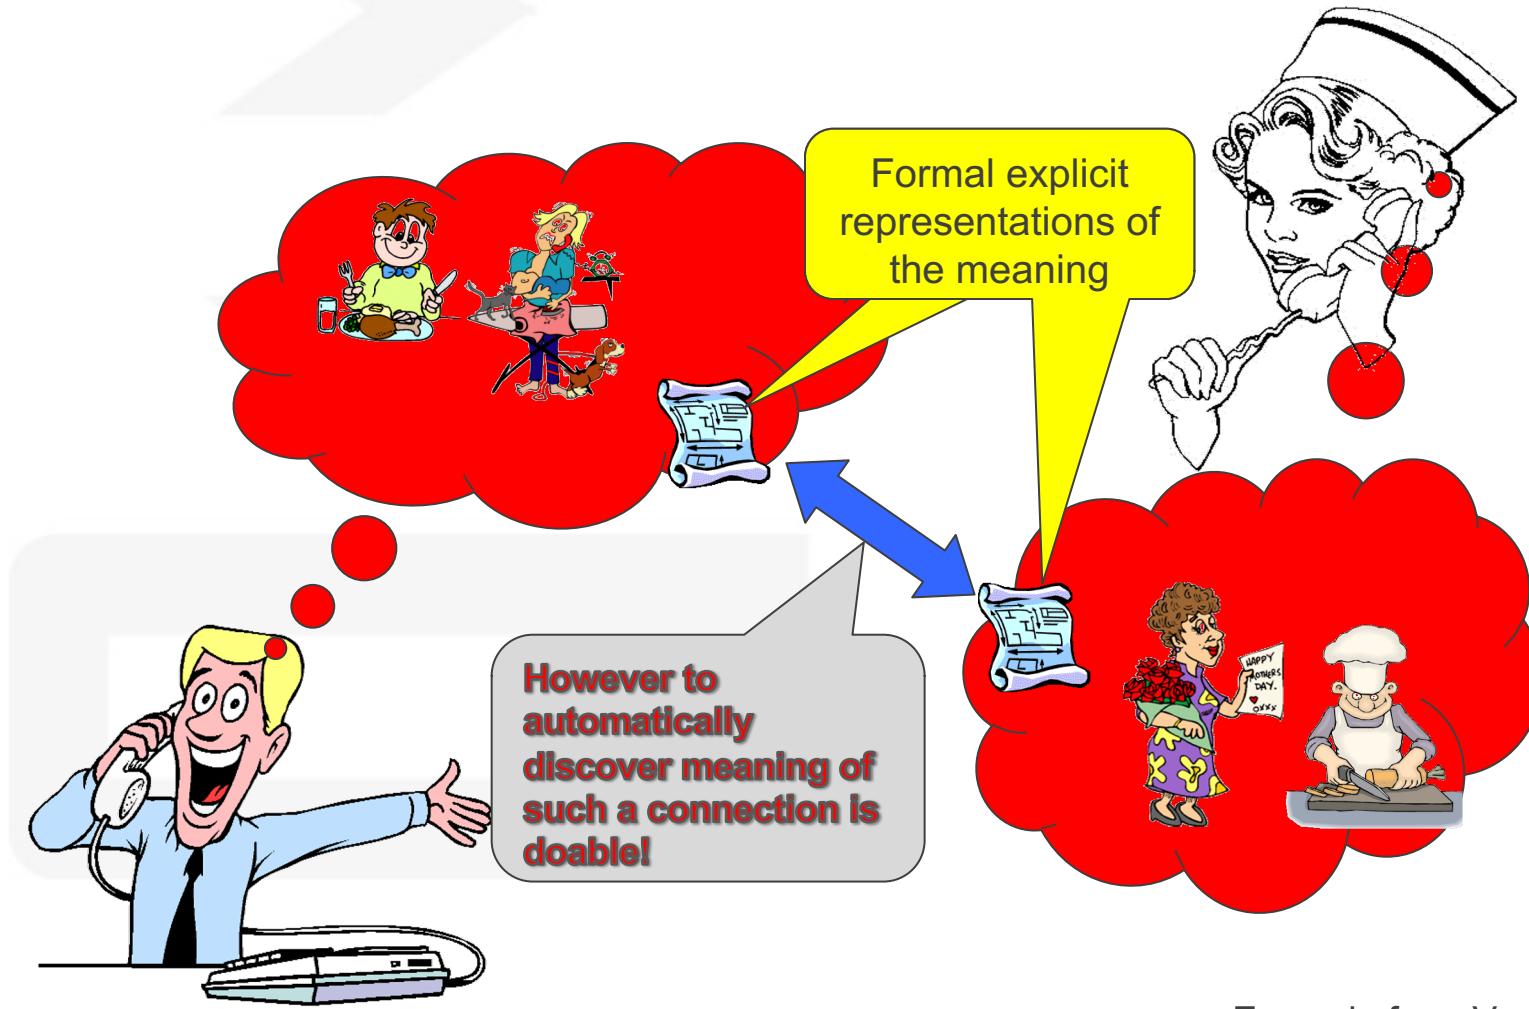 Formal explicit
representations of
the meaning
However to
automatically
discover meaning of
such a connection is
doable!
HAPPY
MOTHERS
DAY.
OXXX